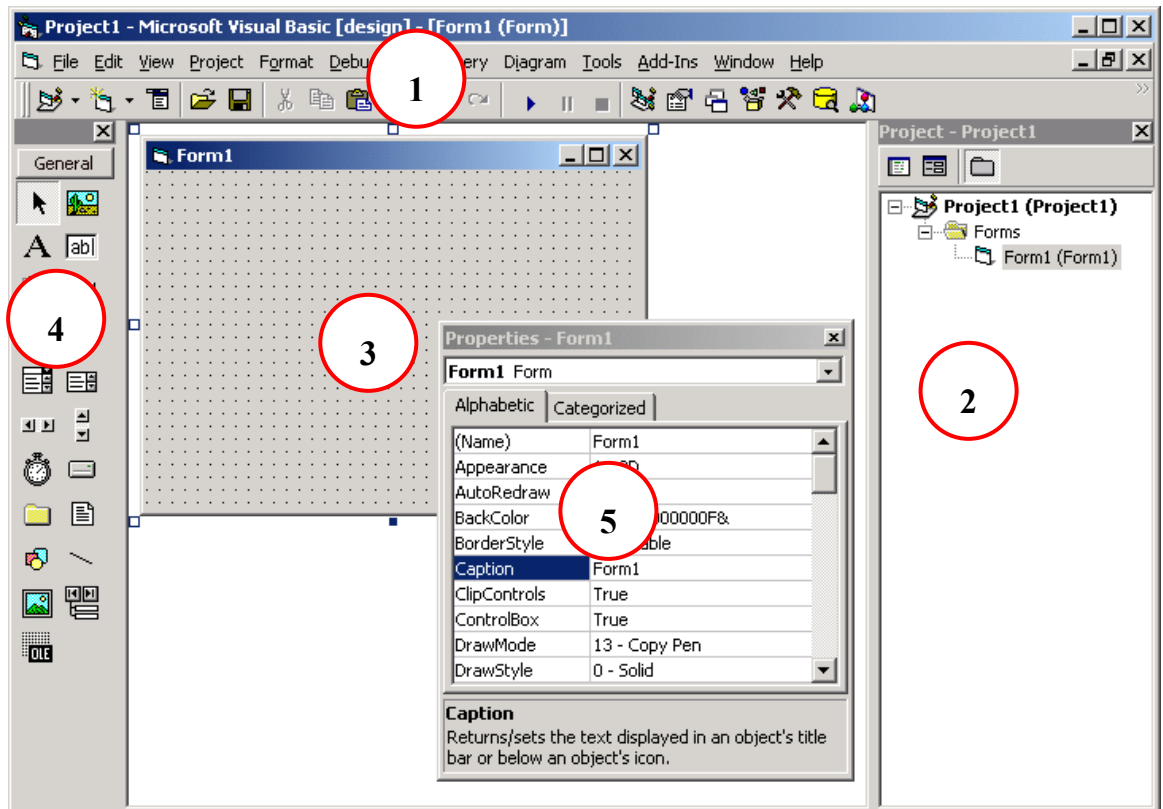 Project1 - Microsoft Visual Basic [design] - [Form1 (Form)]
File Edit View Project Format Diagram Tools Add-Ins Window Help
1
General
Form1
Project - Project1
Project1 (Project1)
Forms
Form1 (Form1)
A ab|
4
3
2
Properties - Form1
Form1 Form
Alphabetic Categorized
(Name) Form1
Appearance
AutoRedraw
BackColor 000000F&
BorderStyle
5
Caption Form1
ClipControls True
ControlBox True
DrawMode 13 - Copy Pen
DrawStyle 0 - Solid
OLE
Caption
Returns/sets the text displayed in an object's title
bar or below an object's icon.